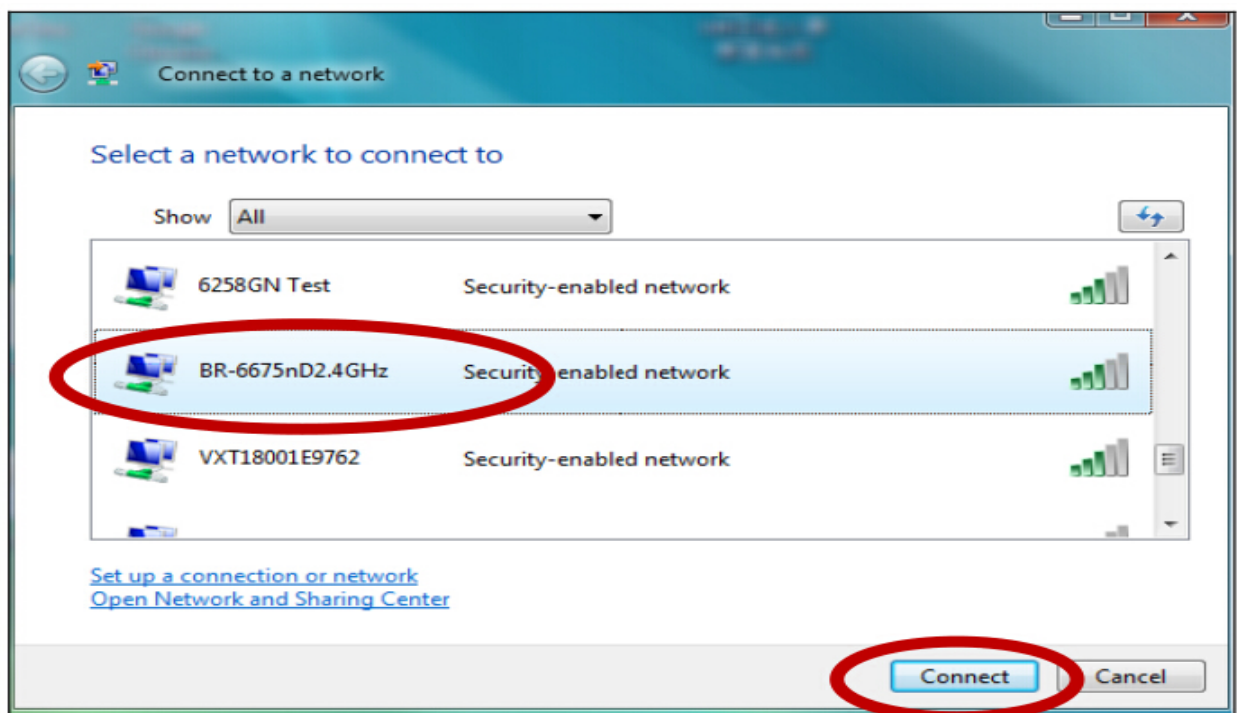 Connect to a network
Select a network to connect to
Show All
6258GN Test Security-enabled network
BR-6675nD2.4GHz Security-enabled network
VXT18001E9762 Security-enabled network
Set up a connection or network
Open Network and Sharing Center
Connect Cancel